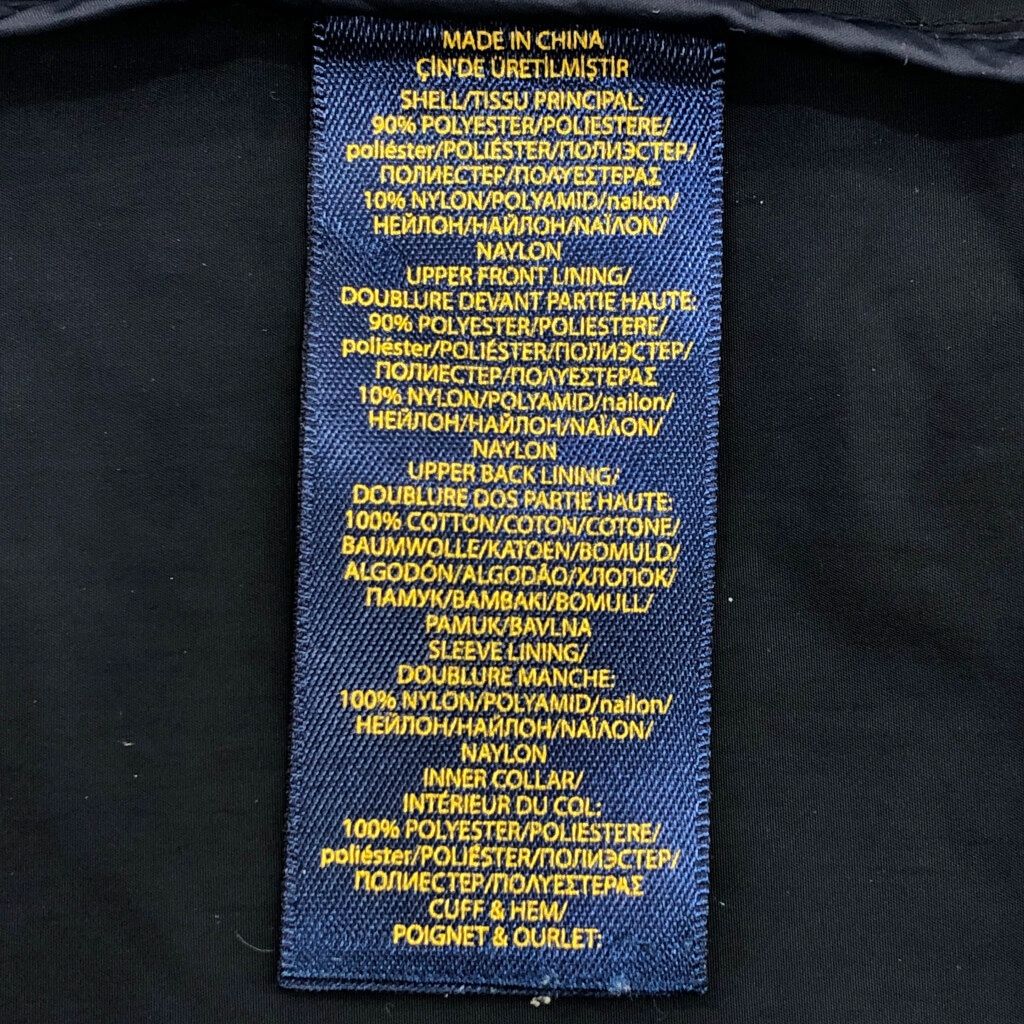 MADE IN CHINA
ÇİN'DE ÜRETİLMİŞTİR
SHELL/TISSU PRINCIPAL:
90% POLYESTER/POLIESTERE/
poliéster/POLIÉSTER/ПОЛИЭСТЕР/
ПОЛИЕСТЕР/ΠΟΛΥΕΣΤΕΡΑΣ
10% NYLON/POLYAMID/nailon/
НЕЙЛОН/НАЙЛОН/ΝΑΪΛΟΝ/
NAYLON
UPPER FRONT LINING/
DOUBLURE DEVANT PARTIE HAUTE:
90% POLYESTER/POLIESTERE/
poliéster/POLIÉSTER/ПОЛИЭСТЕР/
ПОЛИЕСТЕР/ΠΟΛΥΕΣΤΕΡΑΣ
10% NYLON/POLYAMID/nailon/
НЕЙЛОН/НАЙЛОН/ΝΑΪΛΟΝ/
NAYLON
UPPER BACK LINING/
DOUBLURE DOS PARTIE HAUTE:
100% COTTON/COTON/COTONE/
BAUMWOLLE/KATOEN/BOMULD/
ALGODÓN/ALGODÃO/ХЛОПОК/
ПАМУК/ΒΑΜΒΑΚΙ/BOMULL/
PAMUK/BAVLNA
SLEEVE LINING/
DOUBLURE MANCHE:
100% NYLON/POLYAMID/nailon/
НЕЙЛОН/НАЙЛОН/ΝΑΪΛΟΝ/
NAYLON
INNER COLLAR/
INTÉRIEUR DU COL:
100% POLYESTER/POLIESTERE/
poliéster/POLIÉSTER/ПОЛИЭСТЕР/
ПОЛИЕСТЕР/ΠΟΛΥΕΣΤΕΡΑΣ
CUFF & HEM/
POIGNET & OURLET: